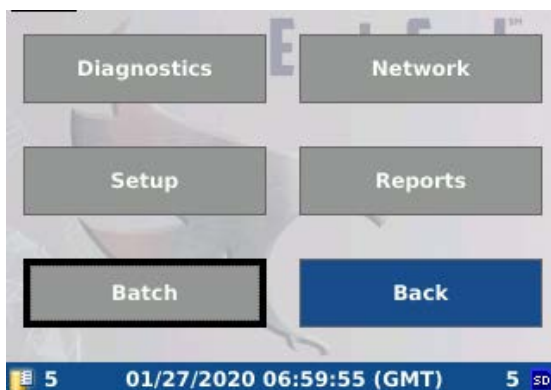 Diagnostics Network
Setup Reports
Batch Back
5 01/27/2020 06:59:55 (GMT) 5 SD